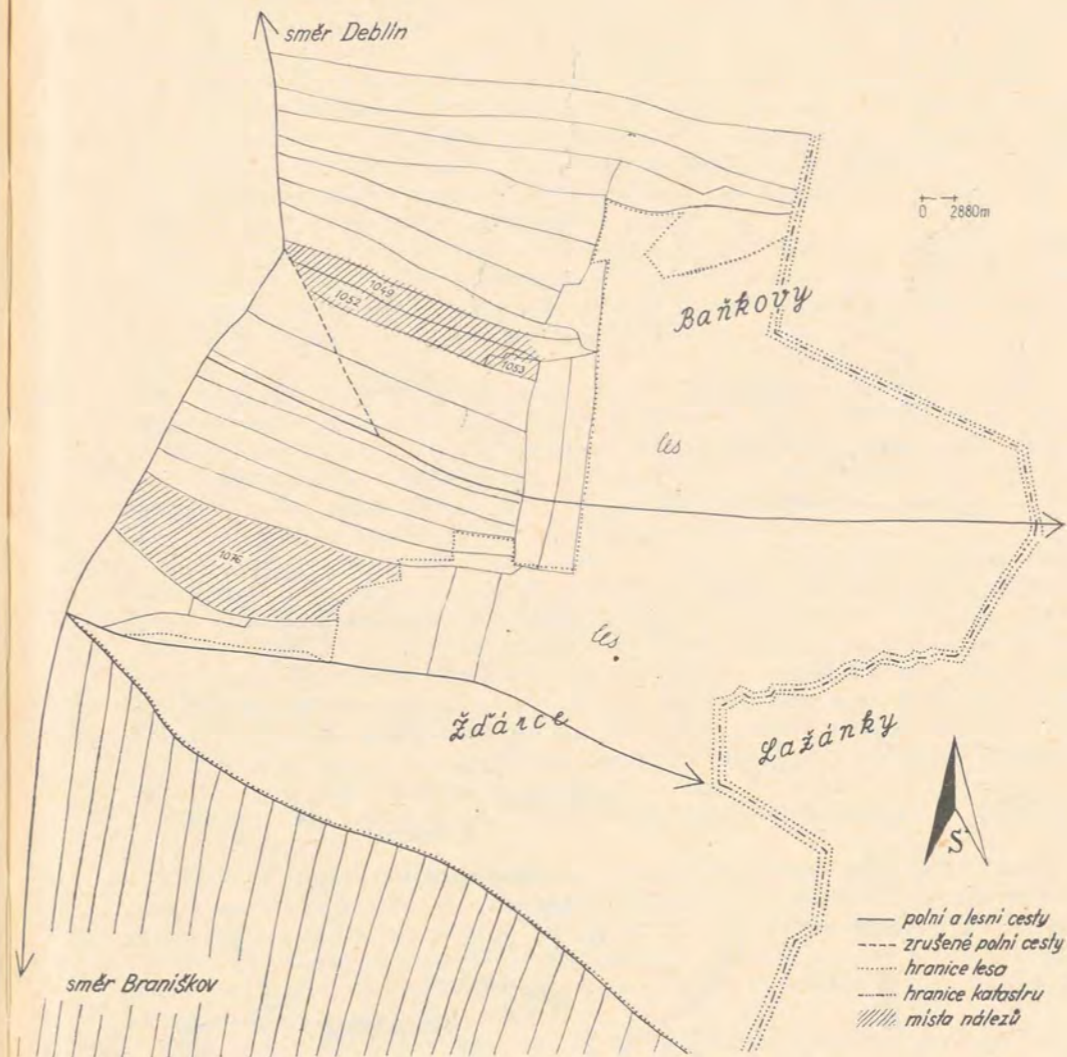 směr Deblín
0 2880m
Baňkovy
1049
1052
1053
les
1076
les
Žďárce
Lažánky
S
směr Braníškov
polní a lesní cesty
zrušené polní cesty
hranice lesa
hranice katastru
místa nálezů